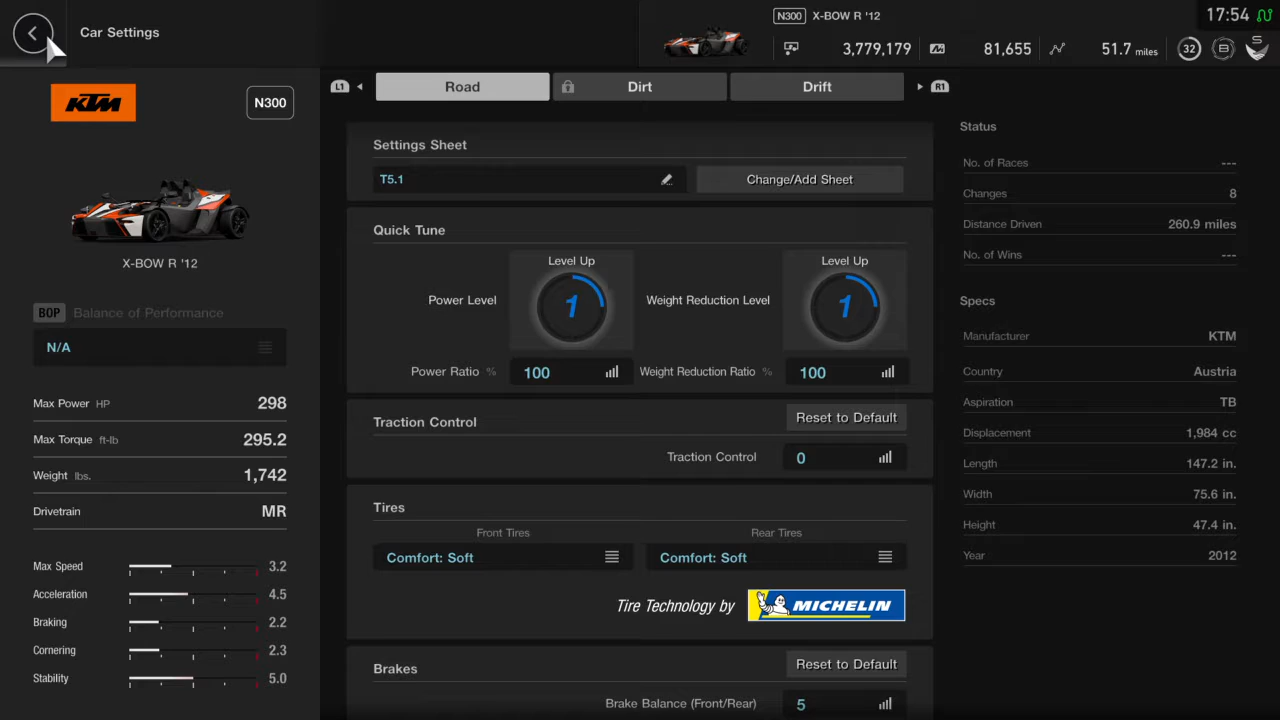 Car Settings
N300 X-BOW R '12
3,779,179 81,655 51.7 miles 32 B S
17:54
KTM N300
X-BOW R '12
BOP Balance of Performance
N/A
Max Power HP 298
Max Torque ft-lb 295.2
Weight lbs. 1,742
Drivetrain MR
Max Speed 3.2
Acceleration 4.5
Braking 2.2
Cornering 2.3
Stability 5.0
L1 Road Dirt Drift R1
Settings Sheet
T5.1 Change/Add Sheet
Quick Tune
Level Up Level Up
Power Level 1 Weight Reduction Level 1
Power Ratio % 100 Weight Reduction Ratio % 100
Traction Control Reset to Default
Traction Control 0
Tires
Front Tires Rear Tires
Comfort: Soft Comfort: Soft
Tire Technology by MICHELIN
Brakes Reset to Default
Brake Balance (Front/Rear) 5
Status
No. of Races ---
Changes 8
Distance Driven 260.9 miles
No. of Wins ---
Specs
Manufacturer KTM
Country Austria
Aspiration TB
Displacement 1,984 cc
Length 147.2 in.
Width 75.6 in.
Height 47.4 in.
Year 2012